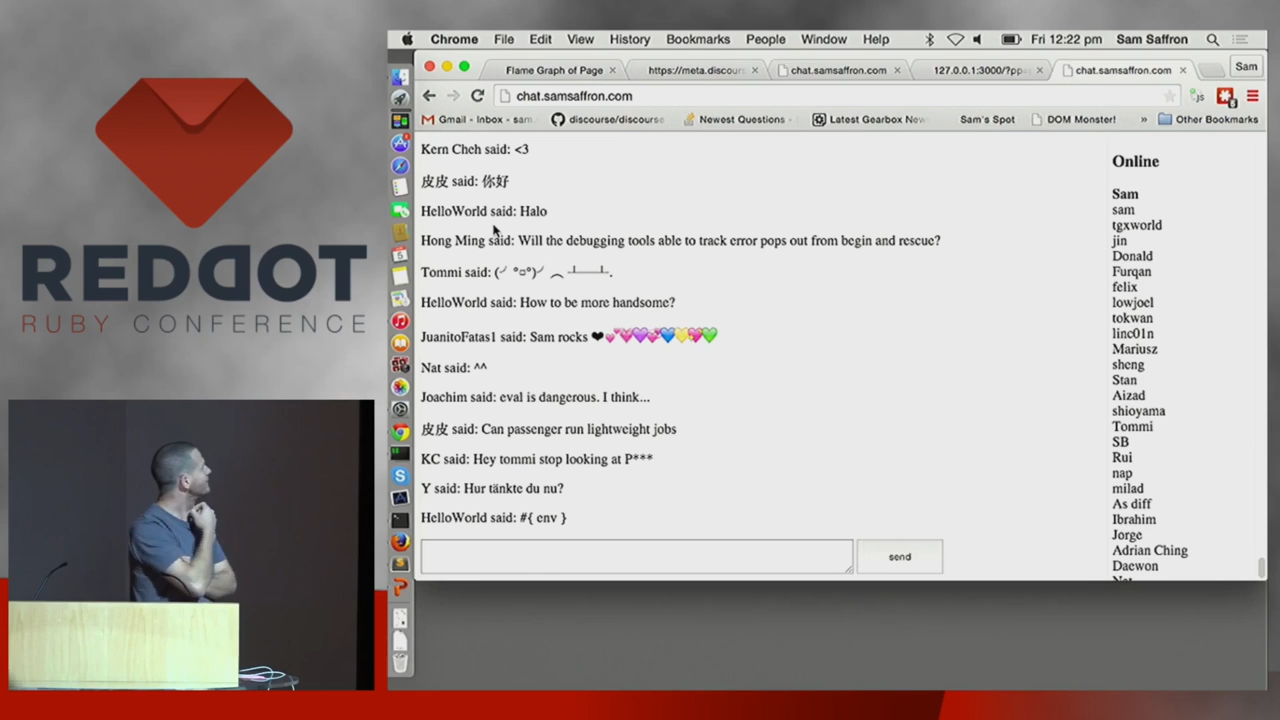 REDDOT
RUBY CONFERENCE
Chrome File Edit View History Bookmarks People Window Help Fri 12:22 pm Sam Saffron
Flame Graph of Page https://meta.discour chat.samsaffron.com 127.0.0.1:3000/?pp= chat.samsaffron.com Sam
chat.samsaffron.com
Gmail - Inbox - sam. discourse/discourse Newest Questions - Latest Gearbox New Sam's Spot DOM Monster! » Other Bookmarks
Kern Cheh said: <3
皮皮 said: 你好
HelloWorld said: Halo
Hong Ming said: Will the debugging tools able to track error pops out from begin and rescue?
Tommi said: (╯°□°)╯︵ ┻━┻.
HelloWorld said: How to be more handsome?
JuanitoFatas1 said: Sam rocks ❤💕💖💜💞💙💛💖💚
Nat said: ^^
Joachim said: eval is dangerous. I think...
皮皮 said: Can passenger run lightweight jobs
KC said: Hey tommi stop looking at P***
Y said: Hur tänkte du nu?
HelloWorld said: #{ env }
send
Online
Sam
sam
tgxworld
jin
Donald
Furqan
felix
lowjoel
tokwan
linc01n
Mariusz
sheng
Stan
Aizad
shioyama
Tommi
SB
Rui
nap
milad
As diff
Ibrahim
Jorge
Adrian Ching
Daewon